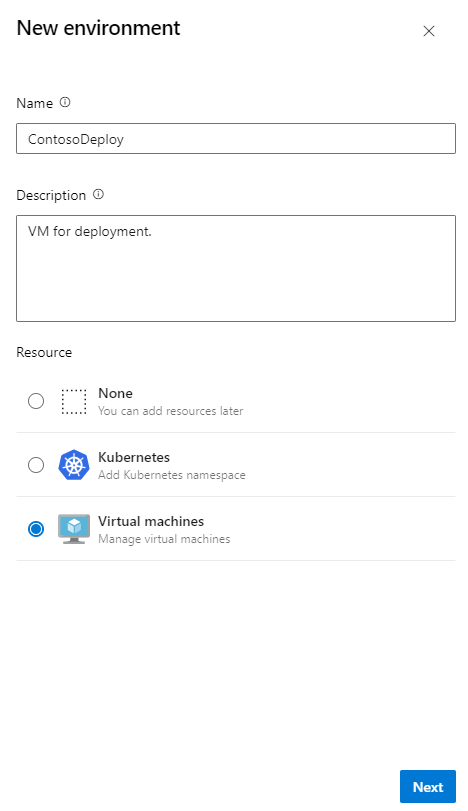 New environment
Name
ContosoDeploy
Description
VM for deployment.
Resource
None
You can add resources later
Kubernetes
Add Kubernetes namespace
Virtual machines
Manage virtual machines
Next